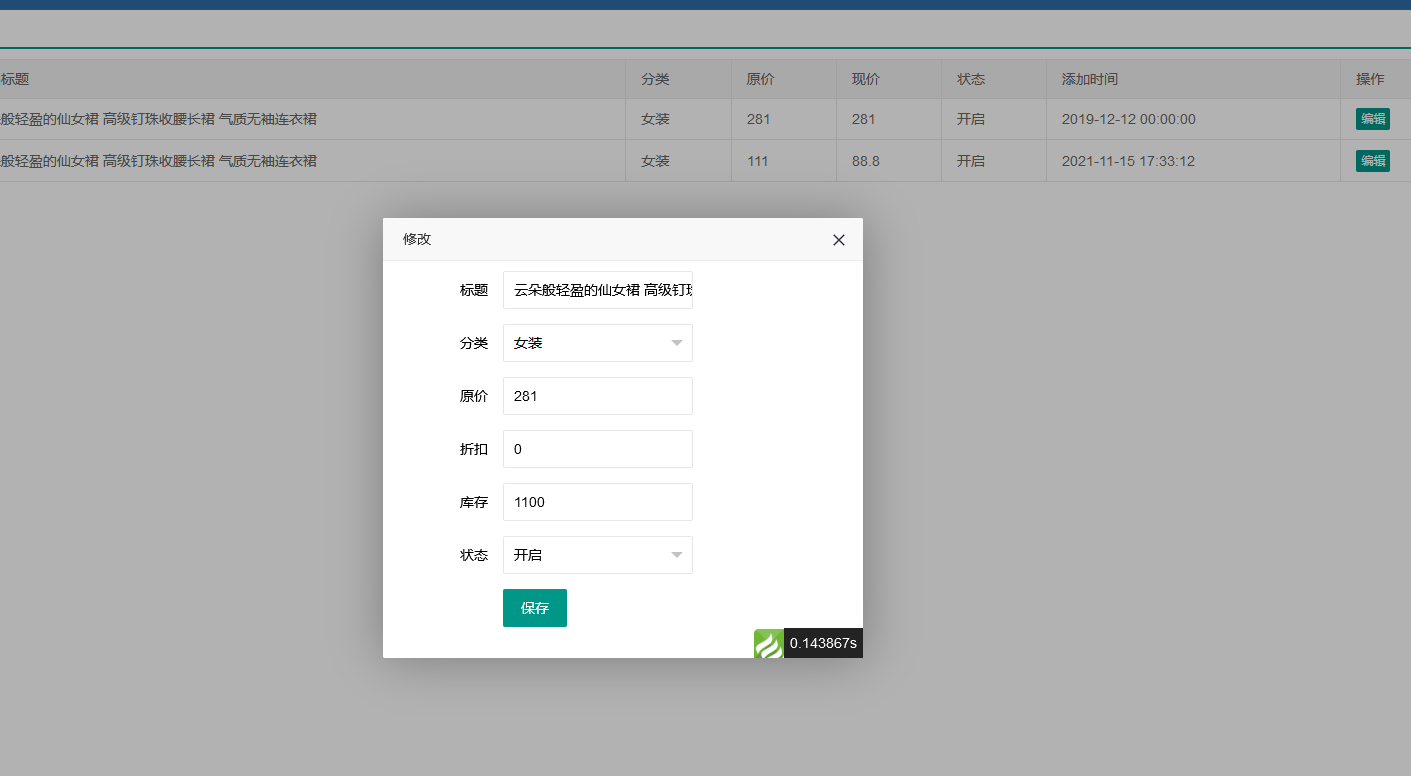 标题 分类 原价 现价 状态 添加时间 操作
般轻盈的仙女裙 高级钉珠收腰长裙 气质无袖连衣裙 女装 281 281 开启 2019-12-12 00:00:00 编辑
般轻盈的仙女裙 高级钉珠收腰长裙 气质无袖连衣裙 女装 111 88.8 开启 2021-11-15 17:33:12 编辑
修改
标题 云朵般轻盈的仙女裙 高级钉
分类 女装
原价 281
折扣 0
库存 1100
状态 开启
保存
0.143867s